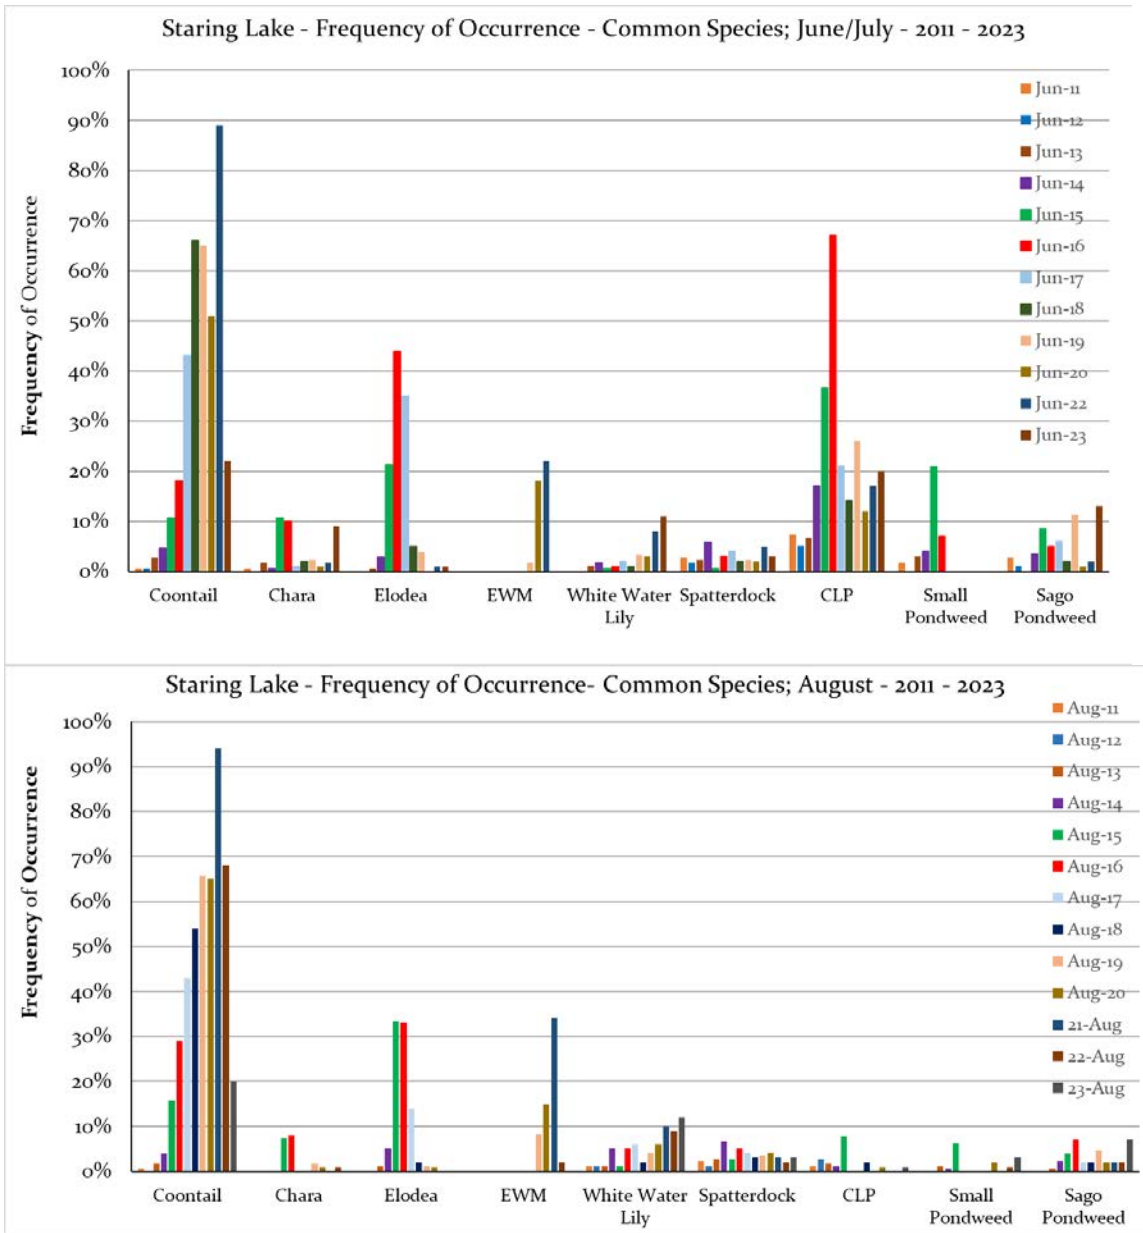 Staring Lake - Frequency of Occurrence - Common Species; June/July - 2011 - 2023
Frequency of Occurrence
100%
90%
80%
70%
60%
50%
40%
30%
20%
10%
0%
Jun-11
Jun-12
Jun-13
Jun-14
Jun-15
Jun-16
Jun-17
Jun-18
Jun-19
Jun-20
Jun-22
Jun-23
Coontail Chara Elodea EWM White Water Spatterdock CLP Small Sago
Lily Pondweed Pondweed
Staring Lake - Frequency of Occurrence- Common Species; August - 2011 - 2023
Frequency of Occurrence
100%
90%
80%
70%
60%
50%
40%
30%
20%
10%
0%
Aug-11
Aug-12
Aug-13
Aug-14
Aug-15
Aug-16
Aug-17
Aug-18
Aug-19
Aug-20
21-Aug
22-Aug
23-Aug
Coontail Chara Elodea EWM White Water Spatterdock CLP Small Sago
Lily Pondweed Pondweed